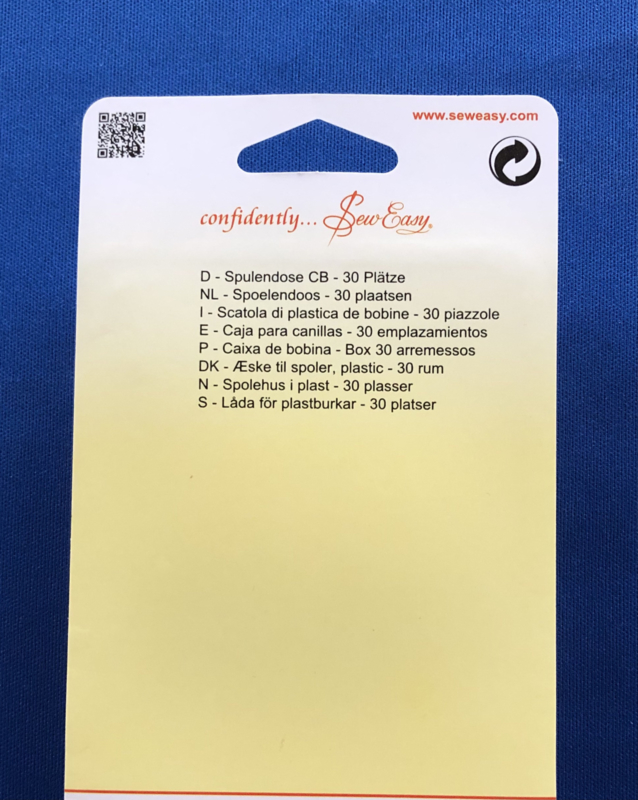 www.seweasy.com
confidently... SewEasy®
D - Spulendose CB - 30 Plätze
NL - Spoelendoos - 30 plaatsen
I - Scatola di plastica de bobine - 30 piazzole
E - Caja para canillas - 30 emplazamientos
P - Caixa de bobina - Box 30 arremessos
DK - Æske til spoler, plastic - 30 rum
N - Spolehus i plast - 30 plasser
S - Låda för plastburkar - 30 platser